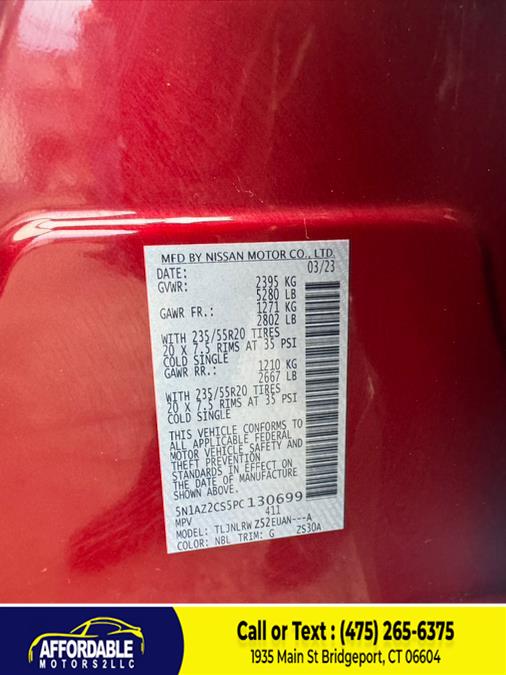 MFD BY NISSAN MOTOR CO., LTD.
DATE: 03/23
GVWR: 2395 KG
5280 LB
GAWR FR.: 1271 KG
2802 LB
WITH 235/55R20 TIRES
20 X 7.5 RIMS AT 35 PSI
COLD SINGLE
GAWR RR.: 1210 KG
2667 LB
WITH 235/55R20 TIRES
20 X 7.5 RIMS AT 35 PSI
COLD SINGLE
THIS VEHICLE CONFORMS TO
ALL APPLICABLE FEDERAL
MOTOR VEHICLE SAFETY AND
THEFT PREVENTION
STANDARDS IN EFFECT ON
THE DATE OF MANUFACTURE
SHOWN ABOVE.
5N1AZ2CS5PC130699
MPV 411
MODEL: TLJNLRW Z52EUAN---A
COLOR: NBL TRIM: G ZS30A
AFFORDABLE
MOTORS2LLC
Call or Text : (475) 265-6375
1935 Main St Bridgeport, CT 06604